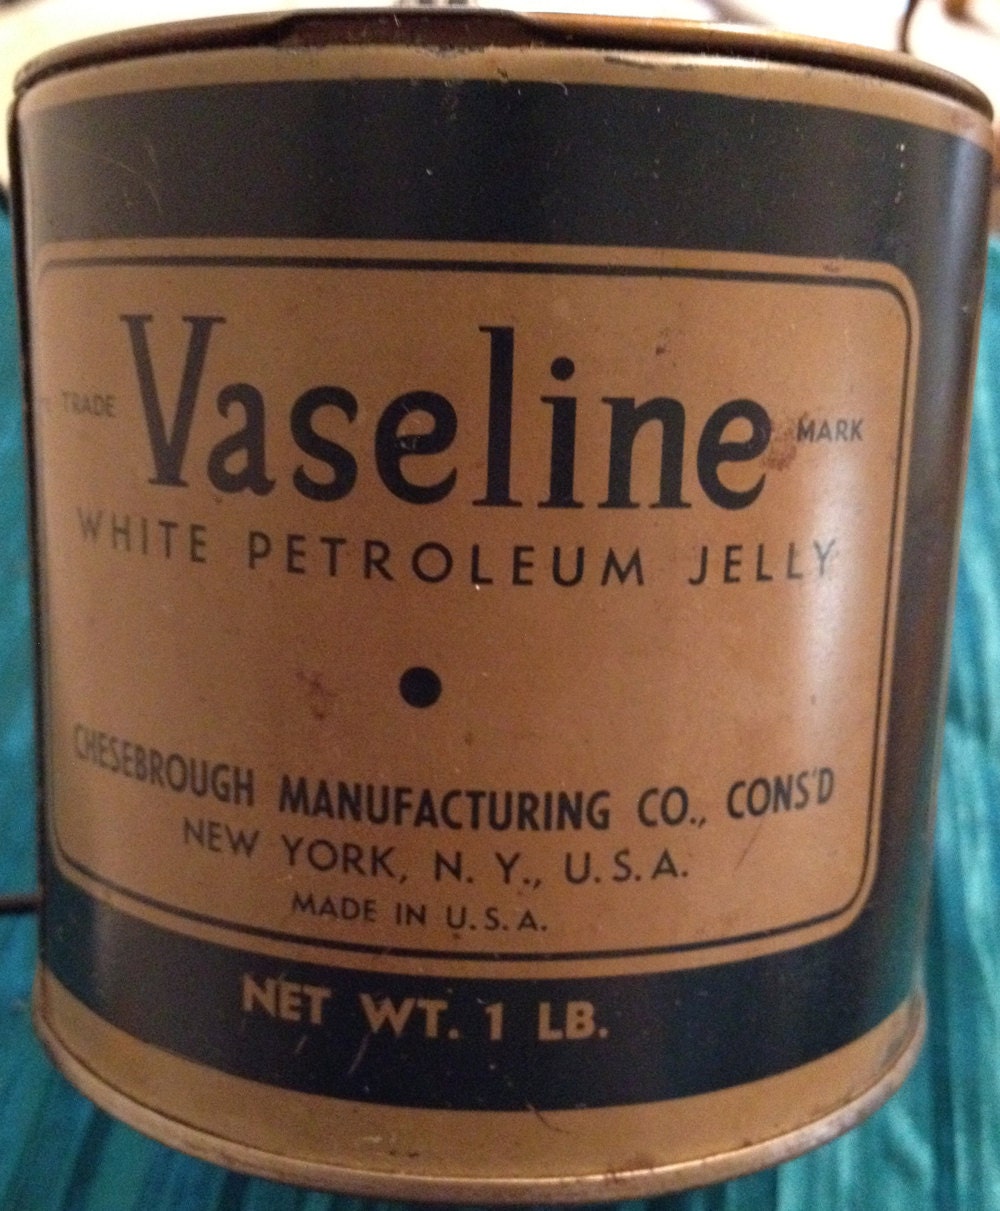 TRADE Vaseline MARK
WHITE PETROLEUM JELLY
CHESEBROUGH MANUFACTURING CO., CONS'D
NEW YORK, N. Y., U. S. A.
MADE IN U. S. A.
NET WT. 1 LB.